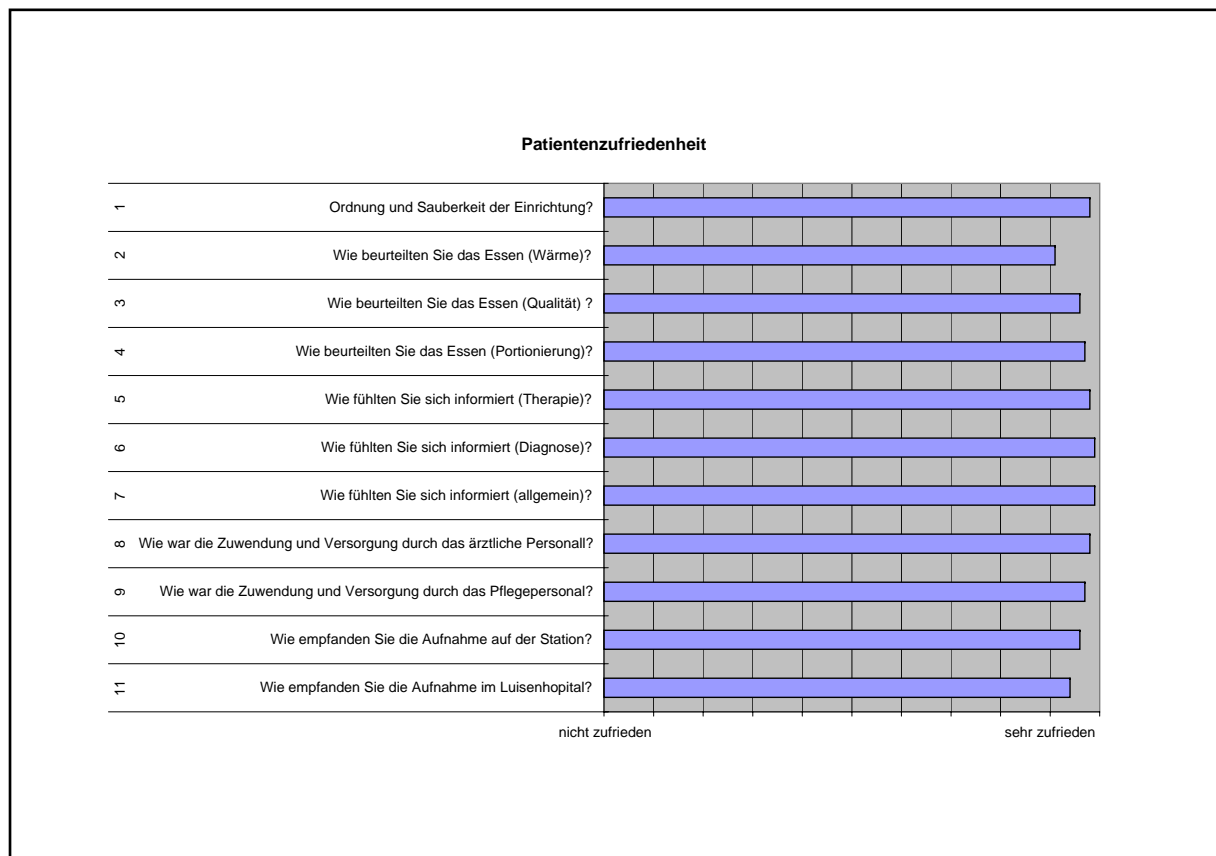 Patientenzufriedenheit
1 Ordnung und Sauberkeit der Einrichtung?
2 Wie beurteilten Sie das Essen (Wärme)?
3 Wie beurteilten Sie das Essen (Qualität) ?
4 Wie beurteilten Sie das Essen (Portionierung)?
5 Wie fühlten Sie sich informiert (Therapie)?
6 Wie fühlten Sie sich informiert (Diagnose)?
7 Wie fühlten Sie sich informiert (allgemein)?
8 Wie war die Zuwendung und Versorgung durch das ärztliche Personall?
9 Wie war die Zuwendung und Versorgung durch das Pflegepersonal?
10 Wie empfanden Sie die Aufnahme auf der Station?
11 Wie empfanden Sie die Aufnahme im Luisenhopital?
nicht zufrieden sehr zufrieden